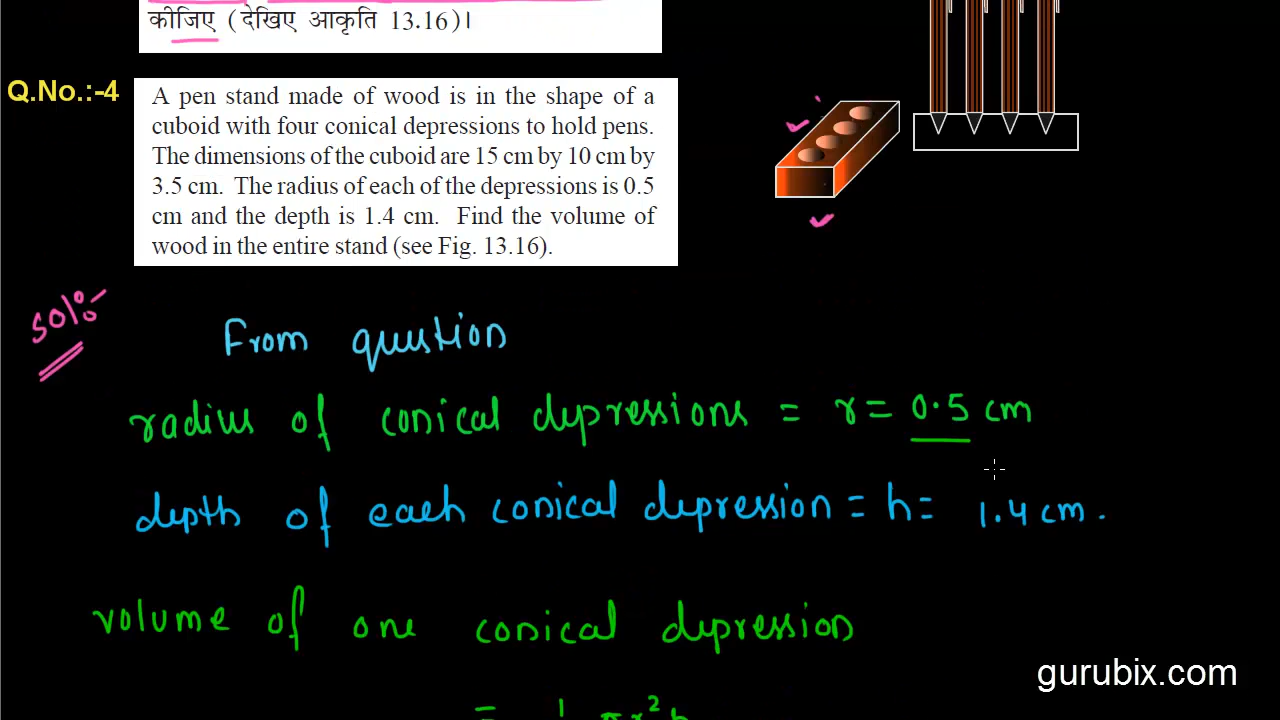 कीजिए (देखिए आकृति 13.16)।
Q.No.:-4
A pen stand made of wood is in the shape of a
cuboid with four conical depressions to hold pens.
The dimensions of the cuboid are 15 cm by 10 cm by
3.5 cm. The radius of each of the depressions is 0.5
cm and the depth is 1.4 cm. Find the volume of
wood in the entire stand (see Fig. 13.16).
sol:-
From question
radius of conical depressions = r = 0.5 cm
depth of each conical depression = h = 1.4 cm.
volume of one conical depression
gurubix.com
= 1 πr²h